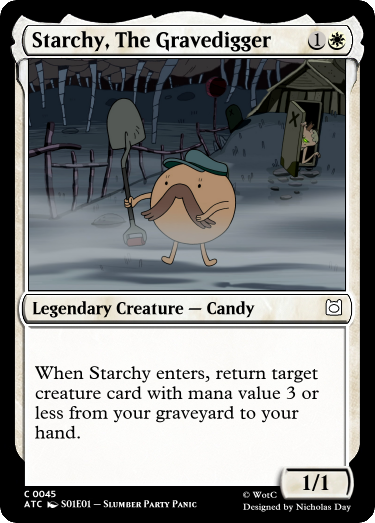 Starchy, The Gravedigger 1
Legendary Creature — Candy
When Starchy enters, return target
creature card with mana value 3 or
less from your graveyard to your
hand.
1/1
C 0045
ATC S01E01 – Slumber Party Panic
© WotC
Designed by Nicholas Day